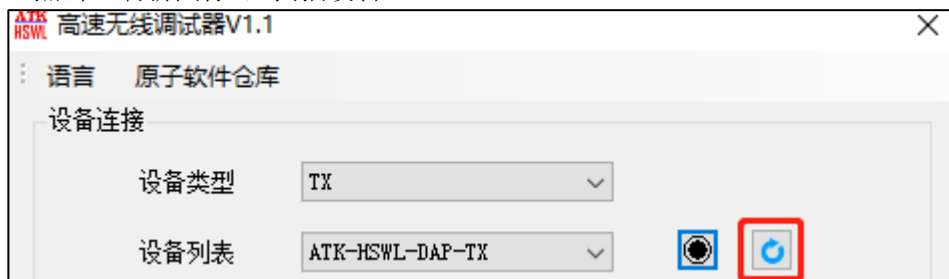 ATK
HSWL 高速无线调试器V1.1
语言 原子软件仓库
设备连接
设备类型 TX
设备列表 ATK-HSWL-DAP-TX